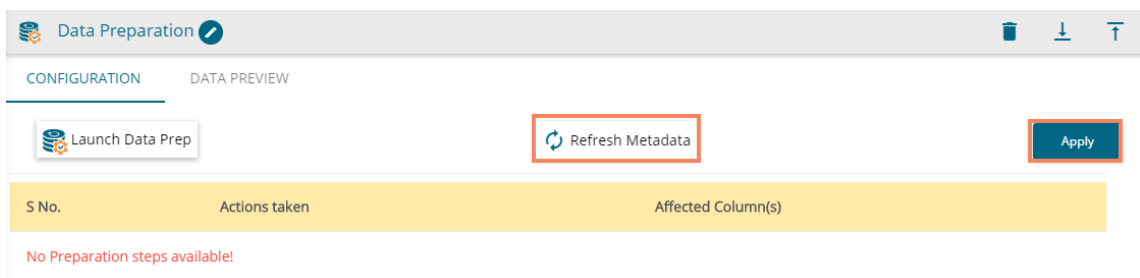 Data Preparation
CONFIGURATION DATA PREVIEW
Launch Data Prep Refresh Metadata Apply
S No. Actions taken Affected Column(s)
No Preparation steps available!